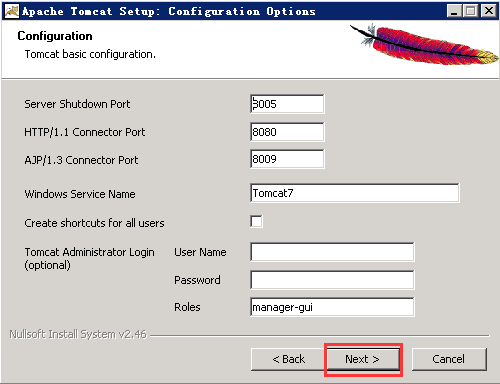 Apache Tomcat Setup: Configuration Options
Configuration
Tomcat basic configuration.
Server Shutdown Port 8005
HTTP/1.1 Connector Port 8080
AJP/1.3 Connector Port 8009
Windows Service Name Tomcat7
Create shortcuts for all users
Tomcat Administrator Login User Name
(optional)
Password
Roles manager-gui
Nullsoft Install System v2.46
< Back Next > Cancel